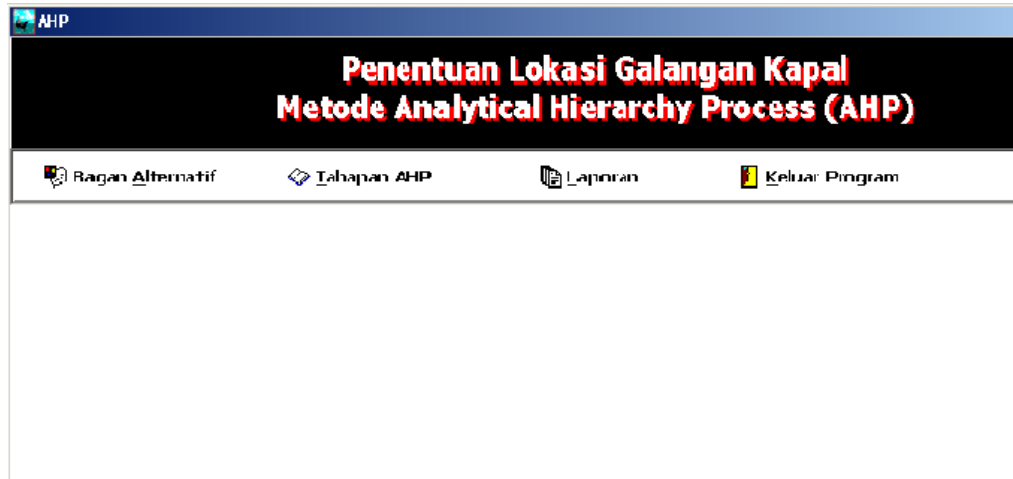 AHP
Penentuan Lokasi Galangan Kapal
Metode Analytical Hierarchy Process (AHP)
Bagan Alternatif Tahapan AHP Laporan Keluar Program